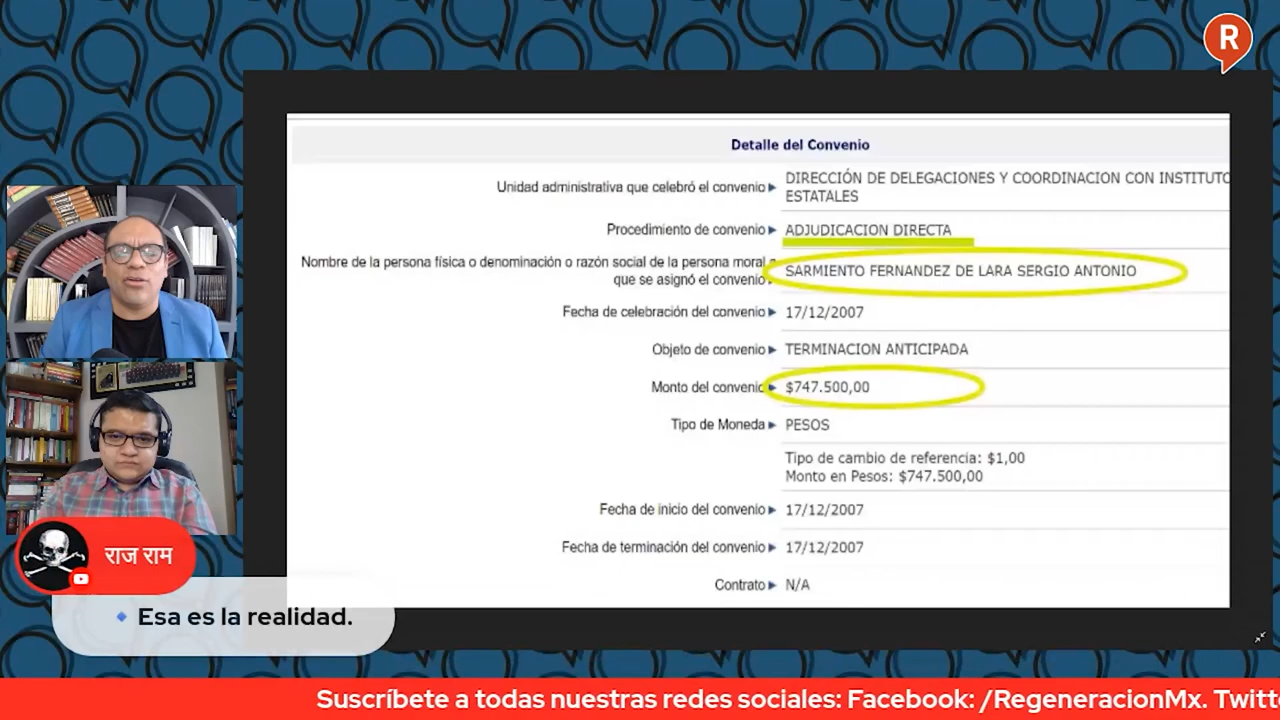 R
Detalle del Convenio
Unidad administrativa que celebró el convenio
DIRECCIÓN DE DELEGACIONES Y COORDINACION CON INSTITUTO
ESTATALES
Procedimiento de convenio
ADJUDICACION DIRECTA
Nombre de la persona física o denominación o razón social de la persona moral a
que se asignó el convenio
SARMIENTO FERNANDEZ DE LARA SERGIO ANTONIO
Fecha de celebración del convenio
17/12/2007
Objeto de convenio
TERMINACION ANTICIPADA
Monto del convenio
$747.500,00
Tipo de Moneda
PESOS
Tipo de cambio de referencia: $1,00
Monto en Pesos: $747.500,00
Fecha de inicio del convenio
17/12/2007
Fecha de terminación del convenio
17/12/2007
Contrato
N/A
राज राम
Esa es la realidad.
Suscríbete a todas nuestras redes sociales: Facebook: /RegeneracionMx. Twitt